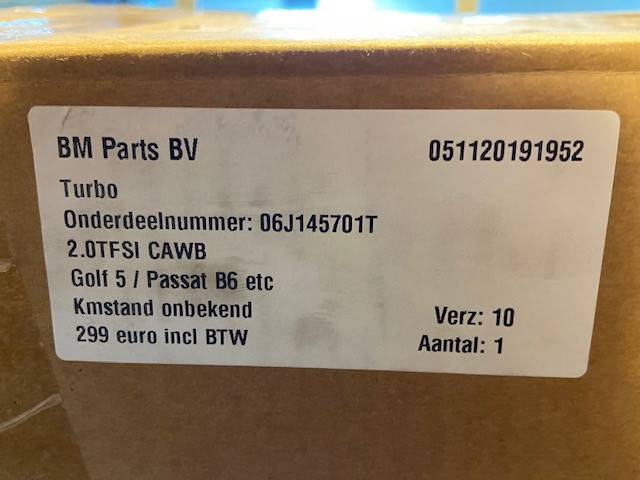 BM Parts BV 051120191952
Turbo
Onderdeelnummer: 06J145701T
2.0TFSI CAWB
Golf 5 / Passat B6 etc
Kmstand onbekend
299 euro incl BTW
Verz: 10
Aantal: 1